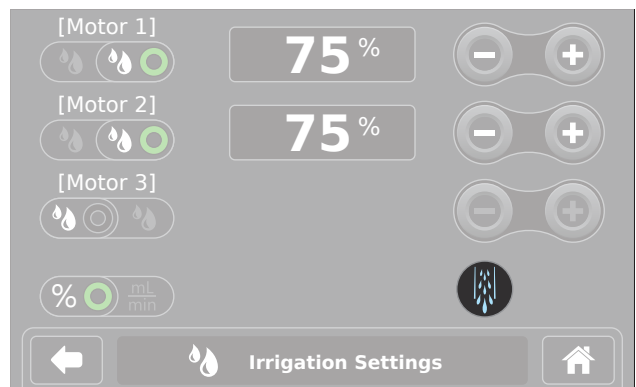 [Motor 1]
75 %
[Motor 2]
75 %
[Motor 3]
% mL
min
Irrigation Settings